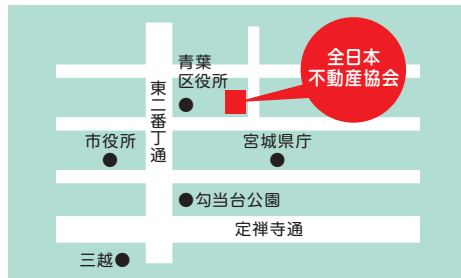 青葉
区役所
全日本
不動産協会
東二番丁通
市役所
宮城県庁
勾当台公園
定禅寺通
三越